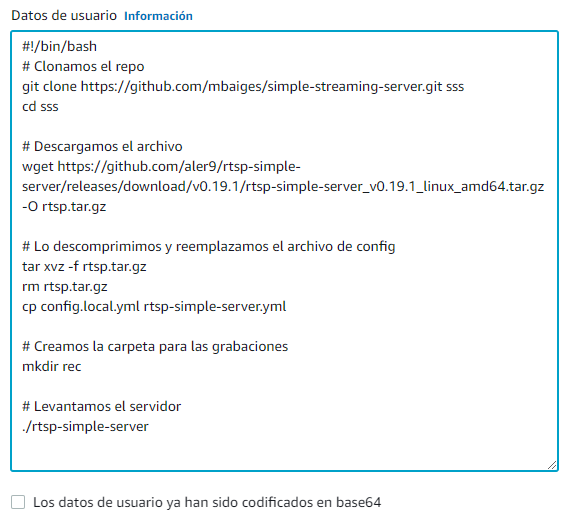 Datos de usuario Información
#!/bin/bash
# Clonamos el repo
git clone https://github.com/mbaiges/simple-streaming-server.git sss
cd sss
# Descargamos el archivo
wget https://github.com/aler9/rtsp-simple-
server/releases/download/v0.19.1/rtsp-simple-server_v0.19.1_linux_amd64.tar.gz
-O rtsp.tar.gz
# Lo descomprimimos y reemplazamos el archivo de config
tar xvz -f rtsp.tar.gz
rm rtsp.tar.gz
cp config.local.yml rtsp-simple-server.yml
# Creamos la carpeta para las grabaciones
mkdir rec
# Levantamos el servidor
./rtsp-simple-server
Los datos de usuario ya han sido codificados en base64